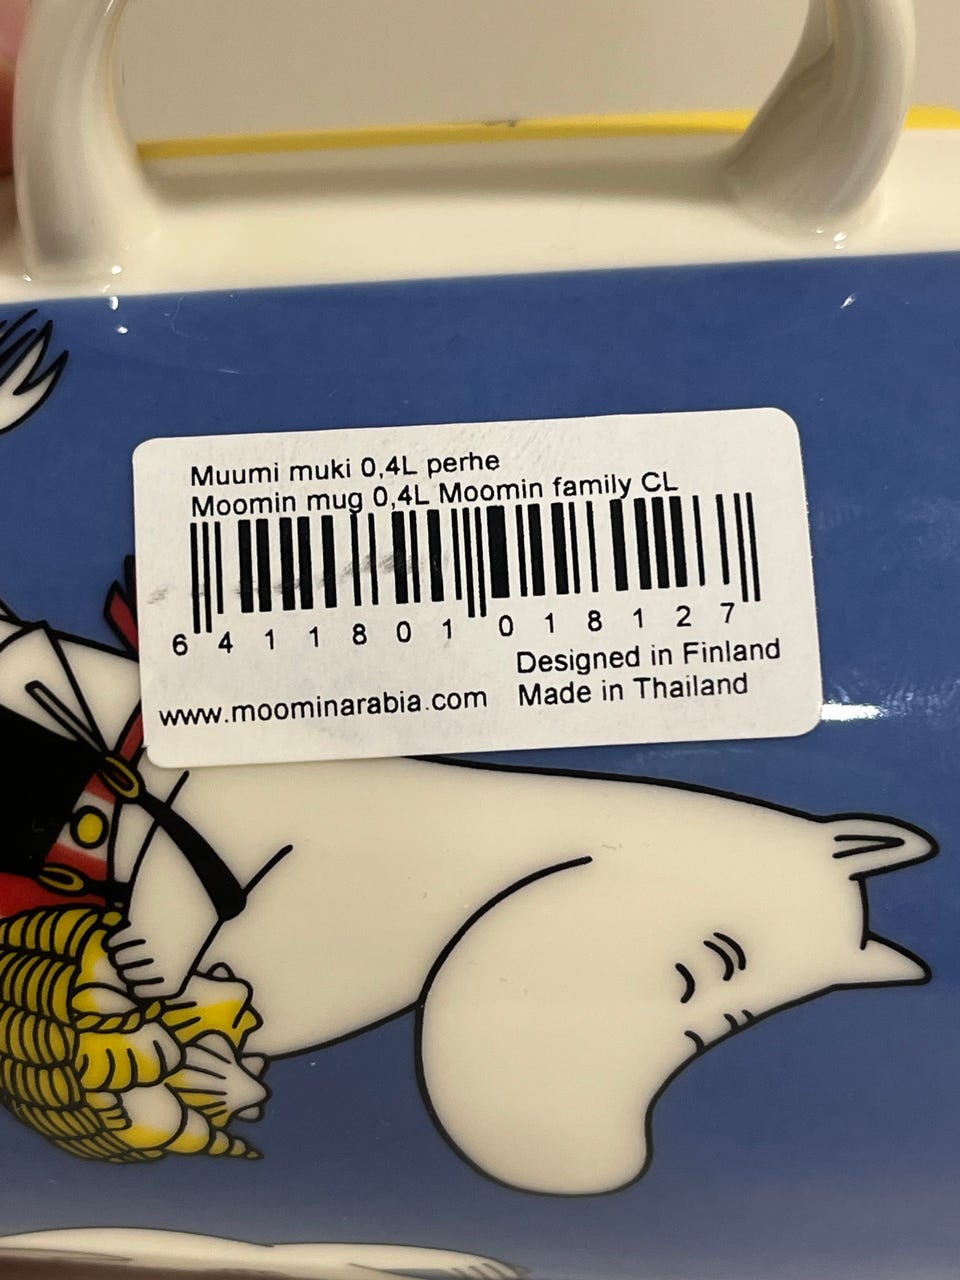 Muumi muki 0,4L perhe
Moomin mug 0,4L Moomin family CL
6 411801 018127
Designed in Finland
www.moominarabia.com Made in Thailand